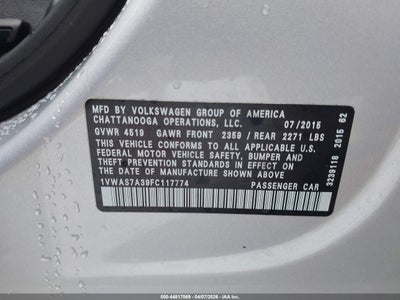 MFD BY VOLKSWAGEN GROUP OF AMERICA
CHATTANOOGA OPERATIONS, LLC. 07/2015
GVWR 4519 GAWR FRONT 2359 / REAR 2271 LBS
THIS VEHICLE CONFORMS TO ALL APPLICABLE U.S.
FEDERAL MOTOR VEHICLE SAFETY, BUMPER AND
THEFT PREVENTION STANDARDS IN EFFECT ON
THE DATE OF MANUFACTURE SHOWN ABOVE.
1VWAS7A39FC117774 PASSENGER CAR
3239118 2015 62
500-44817069 - 04/07/2026 - IAA